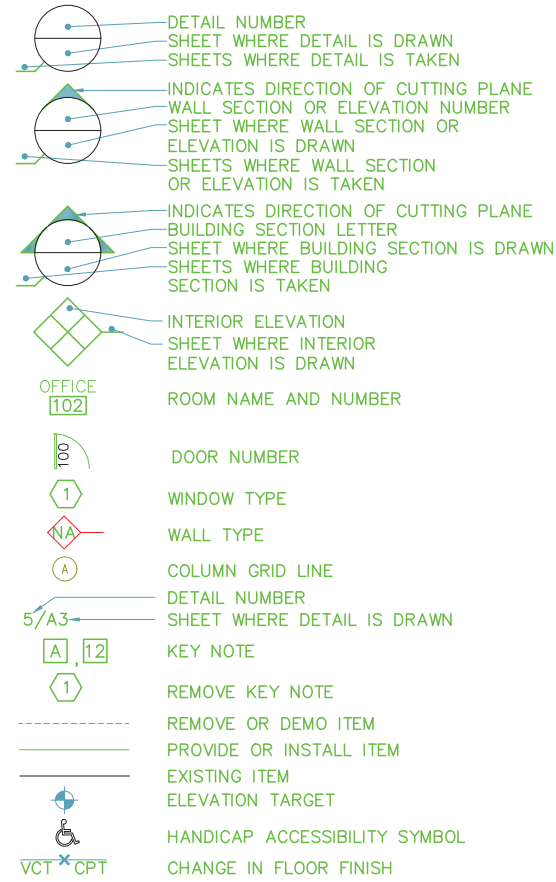 DETAIL NUMBER
SHEET WHERE DETAIL IS DRAWN
SHEETS WHERE DETAIL IS TAKEN
INDICATES DIRECTION OF CUTTING PLANE
WALL SECTION OR ELEVATION NUMBER
SHEET WHERE WALL SECTION OR
ELEVATION IS DRAWN
SHEETS WHERE WALL SECTION
OR ELEVATION IS TAKEN
INDICATES DIRECTION OF CUTTING PLANE
BUILDING SECTION LETTER
SHEET WHERE BUILDING SECTION IS DRAWN
SHEETS WHERE BUILDING
SECTION IS TAKEN
INTERIOR ELEVATION
SHEET WHERE INTERIOR
ELEVATION IS DRAWN
OFFICE
102 ROOM NAME AND NUMBER
100 DOOR NUMBER
1 WINDOW TYPE
NA WALL TYPE
A COLUMN GRID LINE
DETAIL NUMBER
5/A3 SHEET WHERE DETAIL IS DRAWN
A , 12 KEY NOTE
1 REMOVE KEY NOTE
REMOVE OR DEMO ITEM
PROVIDE OR INSTALL ITEM
EXISTING ITEM
ELEVATION TARGET
HANDICAP ACCESSIBILITY SYMBOL
VCT CPT CHANGE IN FLOOR FINISH